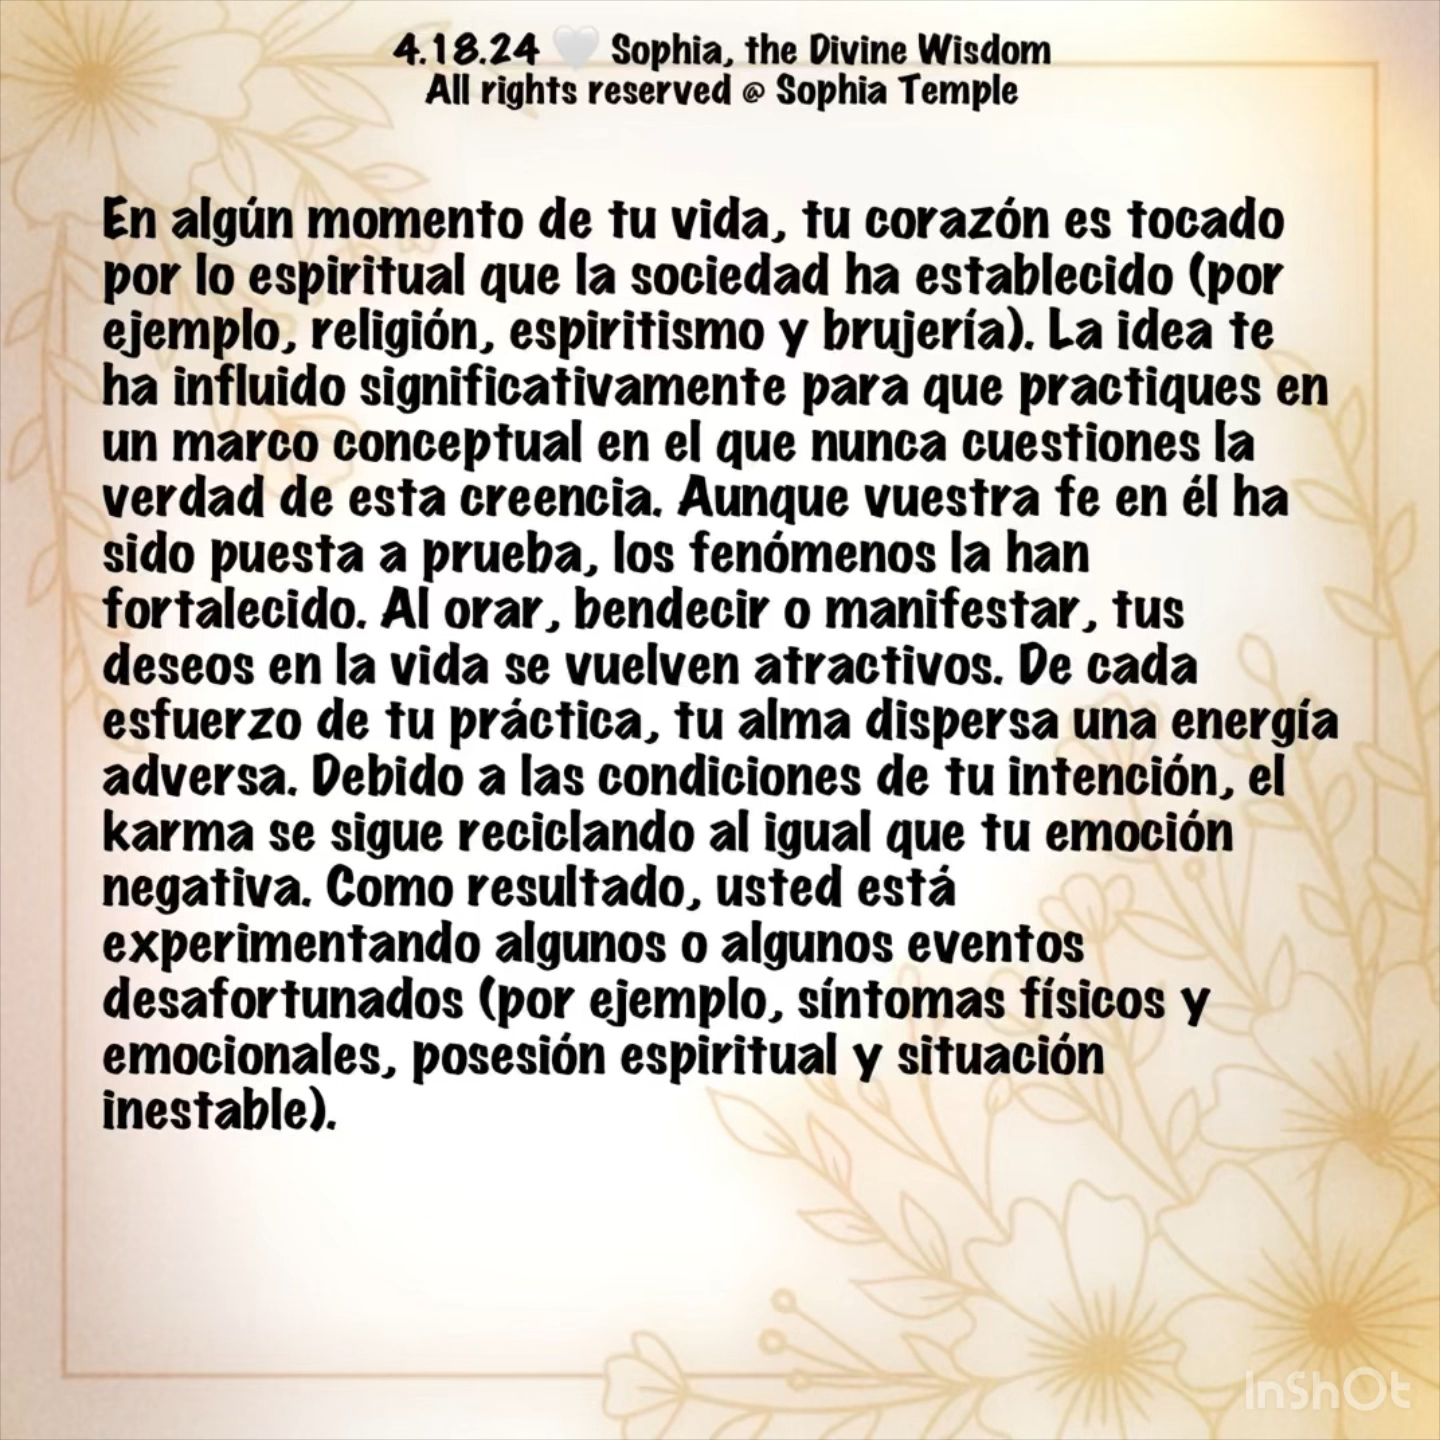 4.18.24 🤍 Sophia, the Divine Wisdom
All rights reserved @ Sophia Temple
En algún momento de tu vida, tu corazón es tocado
por lo espiritual que la sociedad ha establecido (por
ejemplo, religión, espiritismo y brujería). La idea te
ha influido significativamente para que practiques en
un marco conceptual en el que nunca cuestiones la
verdad de esta creencia. Aunque vuestra fe en él ha
sido puesta a prueba, los fenómenos la han
fortalecido. Al orar, bendecir o manifestar, tus
deseos en la vida se vuelven atractivos. De cada
esfuerzo de tu práctica, tu alma dispersa una energía
adversa. Debido a las condiciones de tu intención, el
karma se sigue reciclando al igual que tu emoción
negativa. Como resultado, usted está
experimentando algunos o algunos eventos
desafortunados (por ejemplo, síntomas físicos y
emocionales, posesión espiritual y situación
inestable).
InShOt